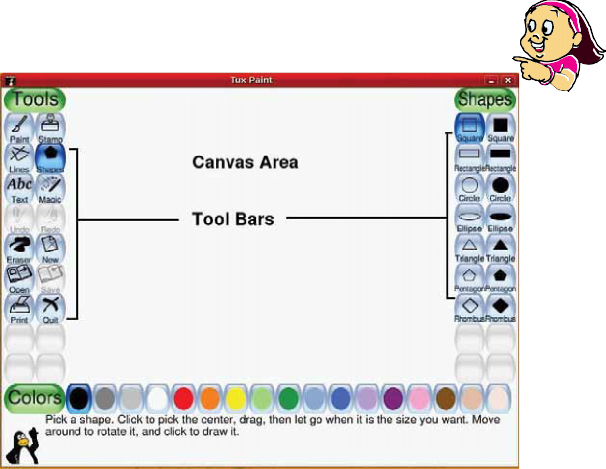 Tux Paint
Tools
Shapes
Paint Stamp
Square Square
Lines Shapes
Rectangle Rectangle
Canvas Area
Abc
Text Magic
Circle Circle
Tool Bars
Undo Redo
Ellipse Ellipse
Eraser New
Triangle Triangle
Open Save
Pentagon Pentagon
Print Quit
Rhombus Rhombus
Colors
Pick a shape. Click to pick the center, drag, then let go when it is the size you want. Move
around to rotate it, and click to draw it.